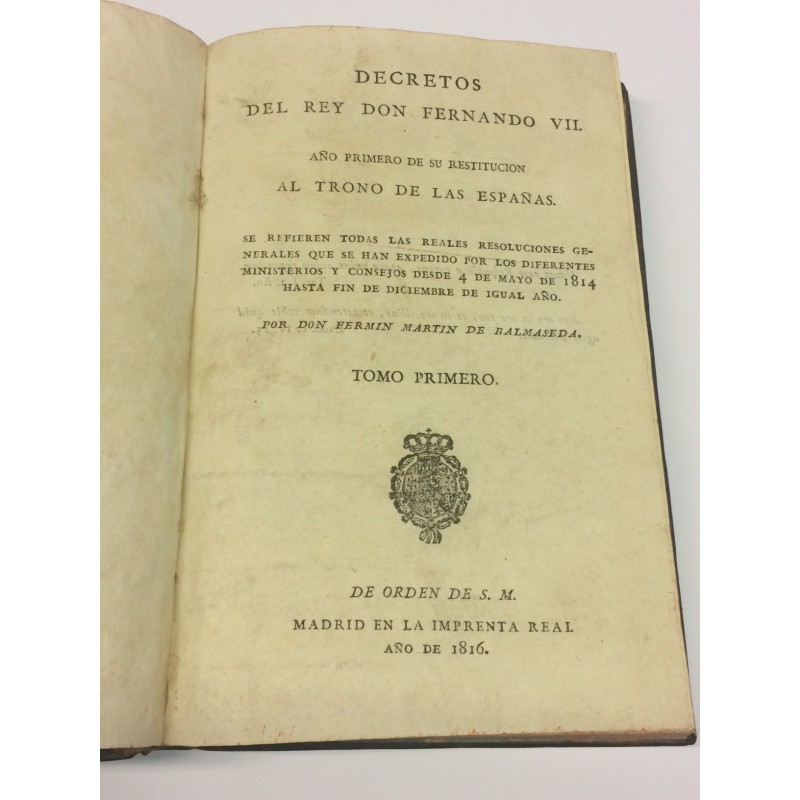 DECRETOS
DEL REY DON FERNANDO VII.
AÑO PRIMERO DE SU RESTITUCION
AL TRONO DE LAS ESPAÑAS.
SE REFIEREN TODAS LAS REALES RESOLUCIONES GE-
NERALES QUE SE HAN EXPEDIDO POR LOS DIFERENTES
MINISTERIOS Y CONSEJOS DESDE 4 DE MAYO DE 1814
HASTA FIN DE DICIEMBRE DE IGUAL AÑO.
POR DON FERMIN MARTIN DE BALMASEDA.
TOMO PRIMERO.
DE ORDEN DE S. M.
MADRID EN LA IMPRENTA REAL
AÑO DE 1816.